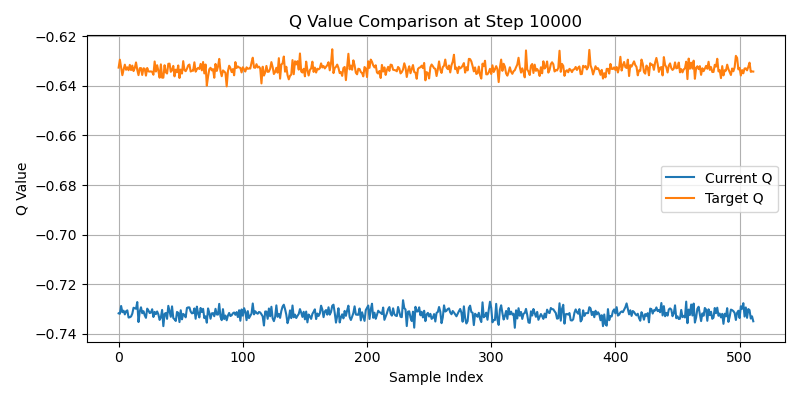 Q Value Comparison at Step 10000
Q Value
−0.62
−0.64
−0.66
−0.68
−0.70
−0.72
−0.74
Current Q
Target Q
0 100 200 300 400 500
Sample Index